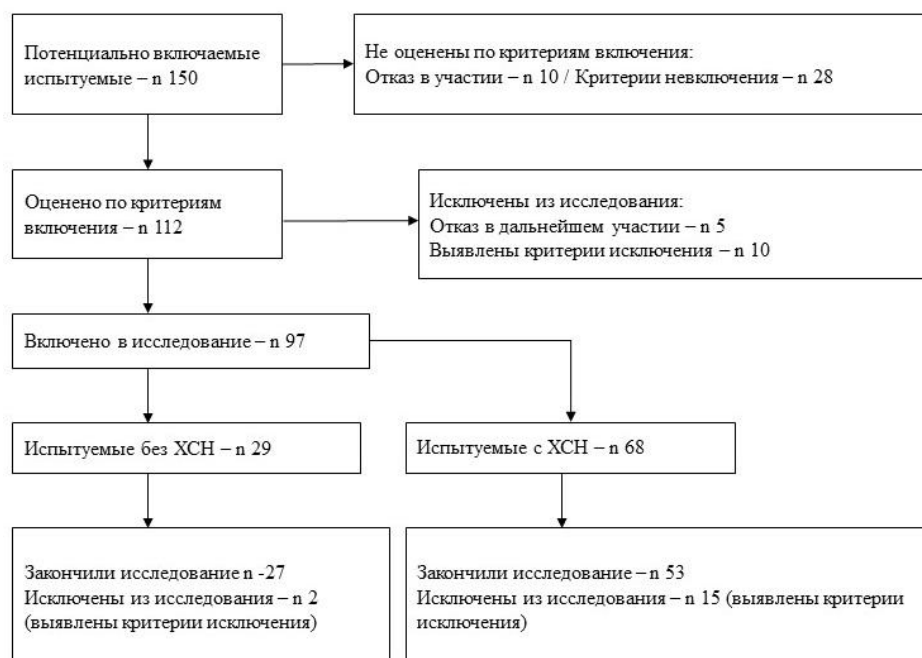 Потенциально включаемые
испытуемые – n 150
Не оценены по критериям включения:
Отказ в участии – n 10 / Критерии невключения – n 28
Оценено по критериям
включения – n 112
Исключены из исследования:
Отказ в дальнейшем участии – n 5
Выявлены критерии исключения – n 10
Включено в исследование – n 97
Испытуемые без ХСН – n 29
Испытуемые с ХСН – n 68
Закончили исследование n -27
Исключены из исследования – n 2
(выявлены критерии исключения)
Закончили исследование – n 53
Исключены из исследования – n 15 (выявлены критерии
исключения)